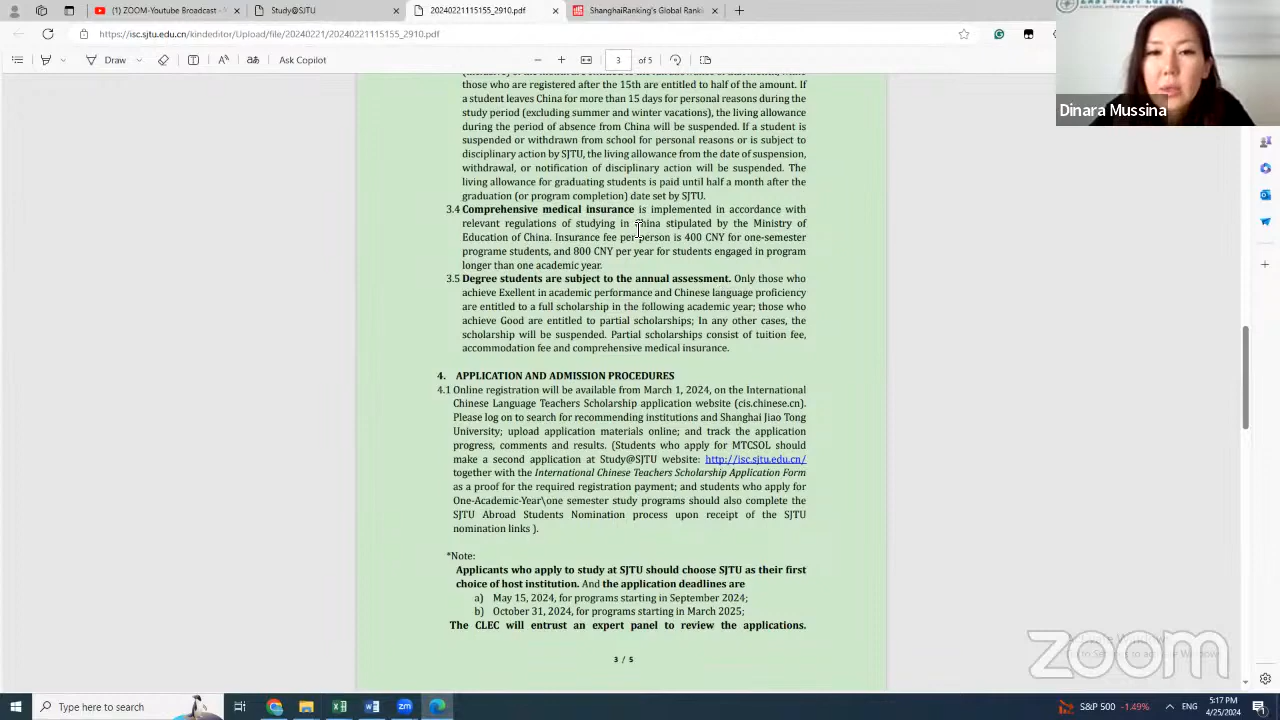 (1) ZOOM-Youtube Broadcast -
Study@SJTU
20240221115155_2910.pdf
ShanghaiRanking's Global Ranki
https://isc.sjtu.edu.cn/kindeditor/Upload/file/20240221/20240221115155_2910.pdf
Draw
Ask Copilot
3 of 5
those who are registered after the 15th are entitled to half of the amount. If
a student leaves China for more than 15 days for personal reasons during the
study period (excluding summer and winter vacations), the living allowance
during the period of absence from China will be suspended. If a student is
suspended or withdrawn from school for personal reasons or is subject to
disciplinary action by SJTU, the living allowance from the date of suspension,
withdrawal, or notification of disciplinary action will be suspended. The
living allowance for graduating students is paid until half a month after the
graduation (or program completion) date set by SJTU.
3.4 Comprehensive medical insurance is implemented in accordance with
relevant regulations of studying in China stipulated by the Ministry of
Education of China. Insurance fee per person is 400 CNY for one-semester
programe students, and 800 CNY per year for students engaged in program
longer than one academic year.
3.5 Degree students are subject to the annual assessment. Only those who
achieve Exellent in academic performance and Chinese language proficiency
are entitled to a full scholarship in the following academic year; those who
achieve Good are entitled to partial scholarships; In any other cases, the
scholarship will be suspended. Partial scholarships consist of tuition fee,
accommodation fee and comprehensive medical insurance.
4. APPLICATION AND ADMISSION PROCEDURES
4.1 Online registration will be available from March 1, 2024, on the International
Chinese Language Teachers Scholarship application website (cis.chinese.cn).
Please log on to search for recommending institutions and Shanghai Jiao Tong
University; upload application materials online; and track the application
progress, comments and results. (Students who apply for MTCSOL should
make a second application at Study@SJTU website: http://isc.sjtu.edu.cn/
together with the International Chinese Teachers Scholarship Application Form
as a proof for the required registration payment; and students who apply for
One-Academic-Year\one semester study programs should also complete the
SJTU Abroad Students Nomination process upon receipt of the SJTU
nomination links ).
*Note:
Applicants who apply to study at SJTU should choose SJTU as their first
choice of host institution. And the application deadlines are
a) May 15, 2024, for programs starting in September 2024;
b) October 31, 2024, for programs starting in March 2025;
The CLEC will entrust an expert panel to review the applications.
3 / 5
Dinara Mussina
zoom
Type here to search
S&P 500 -1.49%
ENG
5:17 PM
4/25/2024